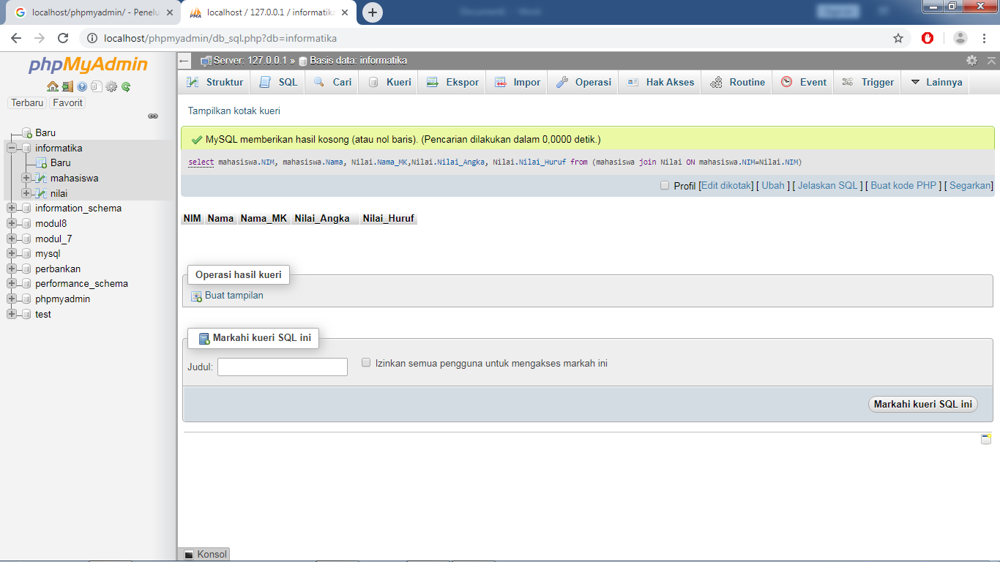 localhost/phpmyadmin/ - Penelu
localhost / 127.0.0.1 / informatika
localhost/phpmyadmin/db_sql.php?db=informatika
phpMyAdmin
Terbaru Favorit
Baru
informatika
Baru
mahasiswa
nilai
information_schema
modul8
modul_7
mysql
perbankan
performance_schema
phpmyadmin
test
Server: 127.0.0.1 » Basis data: informatika
Struktur SQL Cari Kueri Ekspor Impor Operasi Hak Akses Routine Event Trigger Lainnya
Tampilkan kotak kueri
MySQL memberikan hasil kosong (atau nol baris). (Pencarian dilakukan dalam 0,0000 detik.)
select mahasiswa.NIM, mahasiswa.Nama, Nilai.Nama_MK,Nilai.Nilai_Angka, Nilai.Nilai_Huruf from (mahasiswa join Nilai ON mahasiswa.NIM=Nilai.NIM)
Profil [Edit dikotak] [ Ubah ] [ Jelaskan SQL ] [ Buat kode PHP ] [ Segarkan]
NIM Nama Nama_MK Nilai_Angka Nilai_Huruf
Operasi hasil kueri
Buat tampilan
Markahi kueri SQL ini
Judul: Izinkan semua pengguna untuk mengakses markah ini
Markahi kueri SQL ini
Konsol